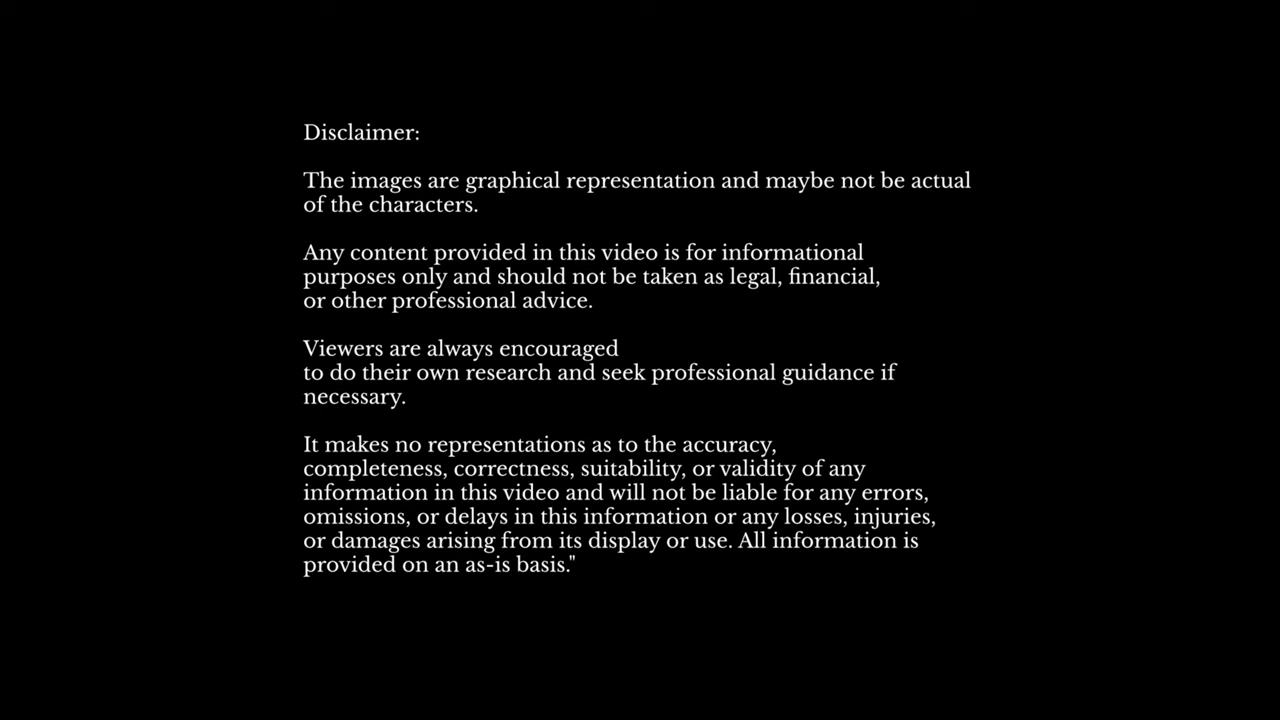 Disclaimer:
The images are graphical representation and maybe not be actual
of the characters.
Any content provided in this video is for informational
purposes only and should not be taken as legal, financial,
or other professional advice.
Viewers are always encouraged
to do their own research and seek professional guidance if
necessary.
It makes no representations as to the accuracy,
completeness, correctness, suitability, or validity of any
information in this video and will not be liable for any errors,
omissions, or delays in this information or any losses, injuries,
or damages arising from its display or use. All information is
provided on an as-is basis."